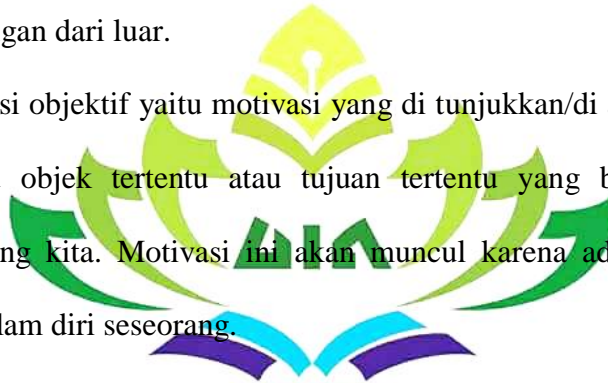 gan dari luar.
si objektif yaitu motivasi yang di tunjukkan/di
objek tertentu atau tujuan tertentu yang b
ng kita. Motivasi ini akan muncul karena ad
lam diri seseorang.